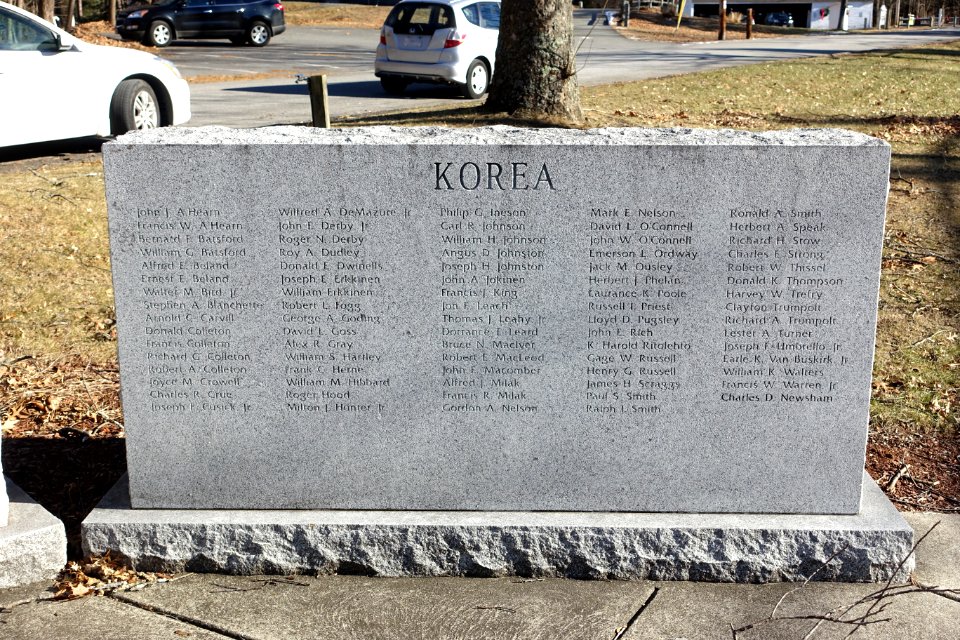 KOREA
John J. A'Hearn
Francis W. A'Hearn
Bernard F. Batsford
William G. Batsford
Alfred E. Beland
Ernest E. Beland
Walter M. Bird, Jr.
Stephen A. Blanchette
Arnold G. Carvill
Donald Colleton
Francis Colleton
Richard G. Colleton
Robert A. Colleton
Joyce M. Crowell
Charles R. Crue
Joseph F. Cusick, Jr.
Wilfred A. DeMazure, Jr.
John E. Derby, Jr.
Roger N. Derby
Roy A. Dudley
Donald E. Dwinells
Joseph E. Erkkinen
William Erkkinen
Robert L. Fogg
George A. Goding
David L. Goss
Alex R. Gray
William S. Hartley
Frank C. Herne
William M. Hibbard
Roger Hood
Milton J. Hunter, Jr.
Philip G. Ineson
Carl R. Johnson
William H. Johnson
Angus D. Johnston
Joseph H. Johnston
John A. Jokinen
Francis J. King
Jon E. Leach
Thomas J. Leahy, Jr.
Dorrance E. Leard
Bruce N. MacIver
Robert E. MacLeod
John F. Macomber
Alfred J. Milak
Francis R. Milak
Gordon A. Nelson
Mark E. Nelson
David L. O'Connell
John W. O'Connell
Emerson L. Ordway
Jack M. Ousley
Herbert J. Phelan
Laurance K. Poole
Russell T. Priest
Lloyd D. Pugsley
John E. Rich
K. Harold Ritolehto
Gage W. Russell
Henry G. Russell
James H. Scraggs
Paul S. Smith
Ralph I. Smith
Ronald A. Smith
Herbert A. Speak
Richard H. Stow
Charles E. Strong
Robert W. Thissel
Donald K. Thompson
Harvey W. Trefry
Clayton Trumpolt
Richard A. Trumpolt
Lester A. Turner
Joseph F. Umbrello, Jr.
Earle K. Van Buskirk, Jr.
William K. Walters
Francis W. Warren, Jr.
Charles D. Newsham